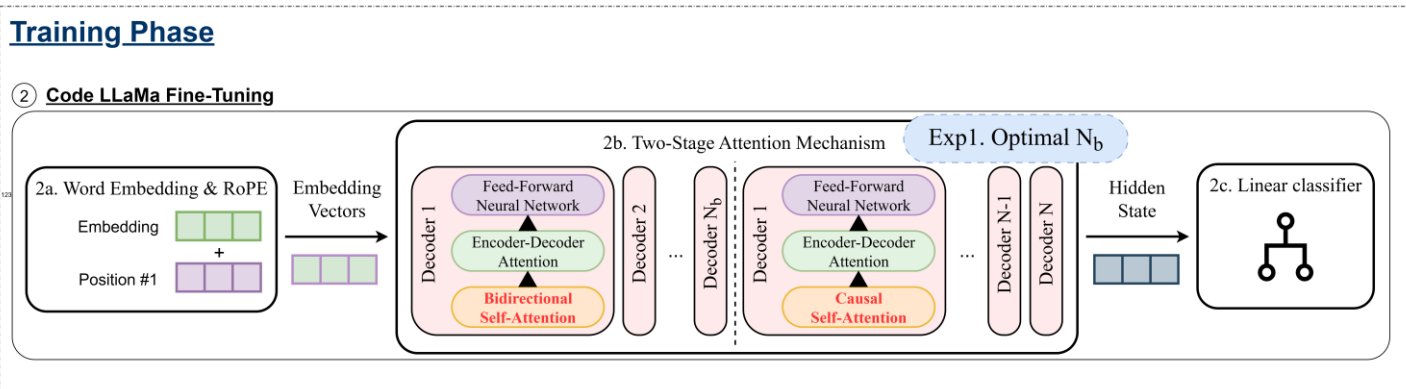 Training Phase
2 Code LLaMa Fine-Tuning
123
2a. Word Embedding & RoPE
Embedding
+
Position #1
Embedding
Vectors
2b. Two-Stage Attention Mechanism
Exp1. Optimal N_b
Decoder 1
Feed-Forward
Neural Network
Encoder-Decoder
Attention
Bidirectional
Self-Attention
Decoder 2
...
Decoder N_b
Decoder 1
Feed-Forward
Neural Network
Encoder-Decoder
Attention
Causal
Self-Attention
...
Decoder N-1
Decoder N
Hidden
State
2c. Linear classifier